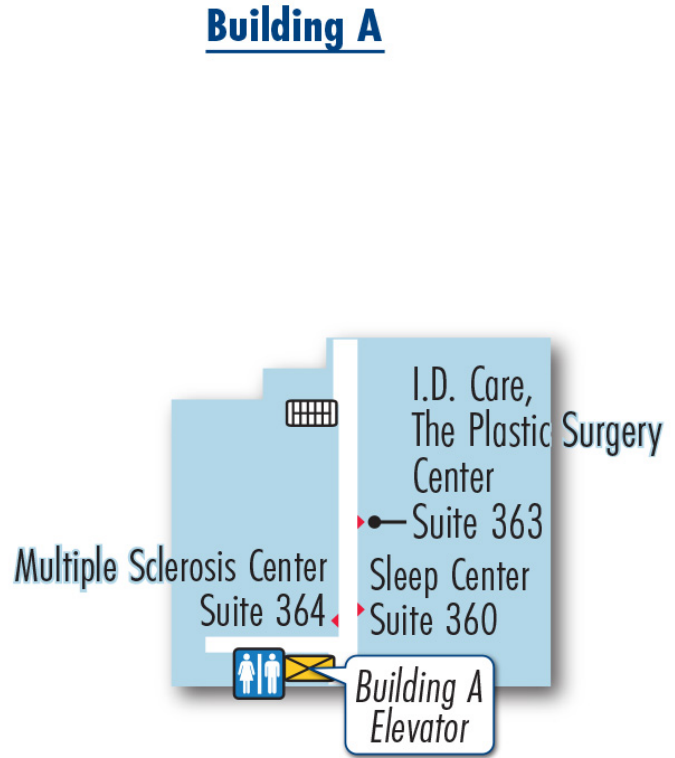 Building A
I.D. Care,
The Plastic Surgery
Center
Suite 363
Multiple Sclerosis Center
Suite 364
Sleep Center
Suite 360
Building A
Elevator